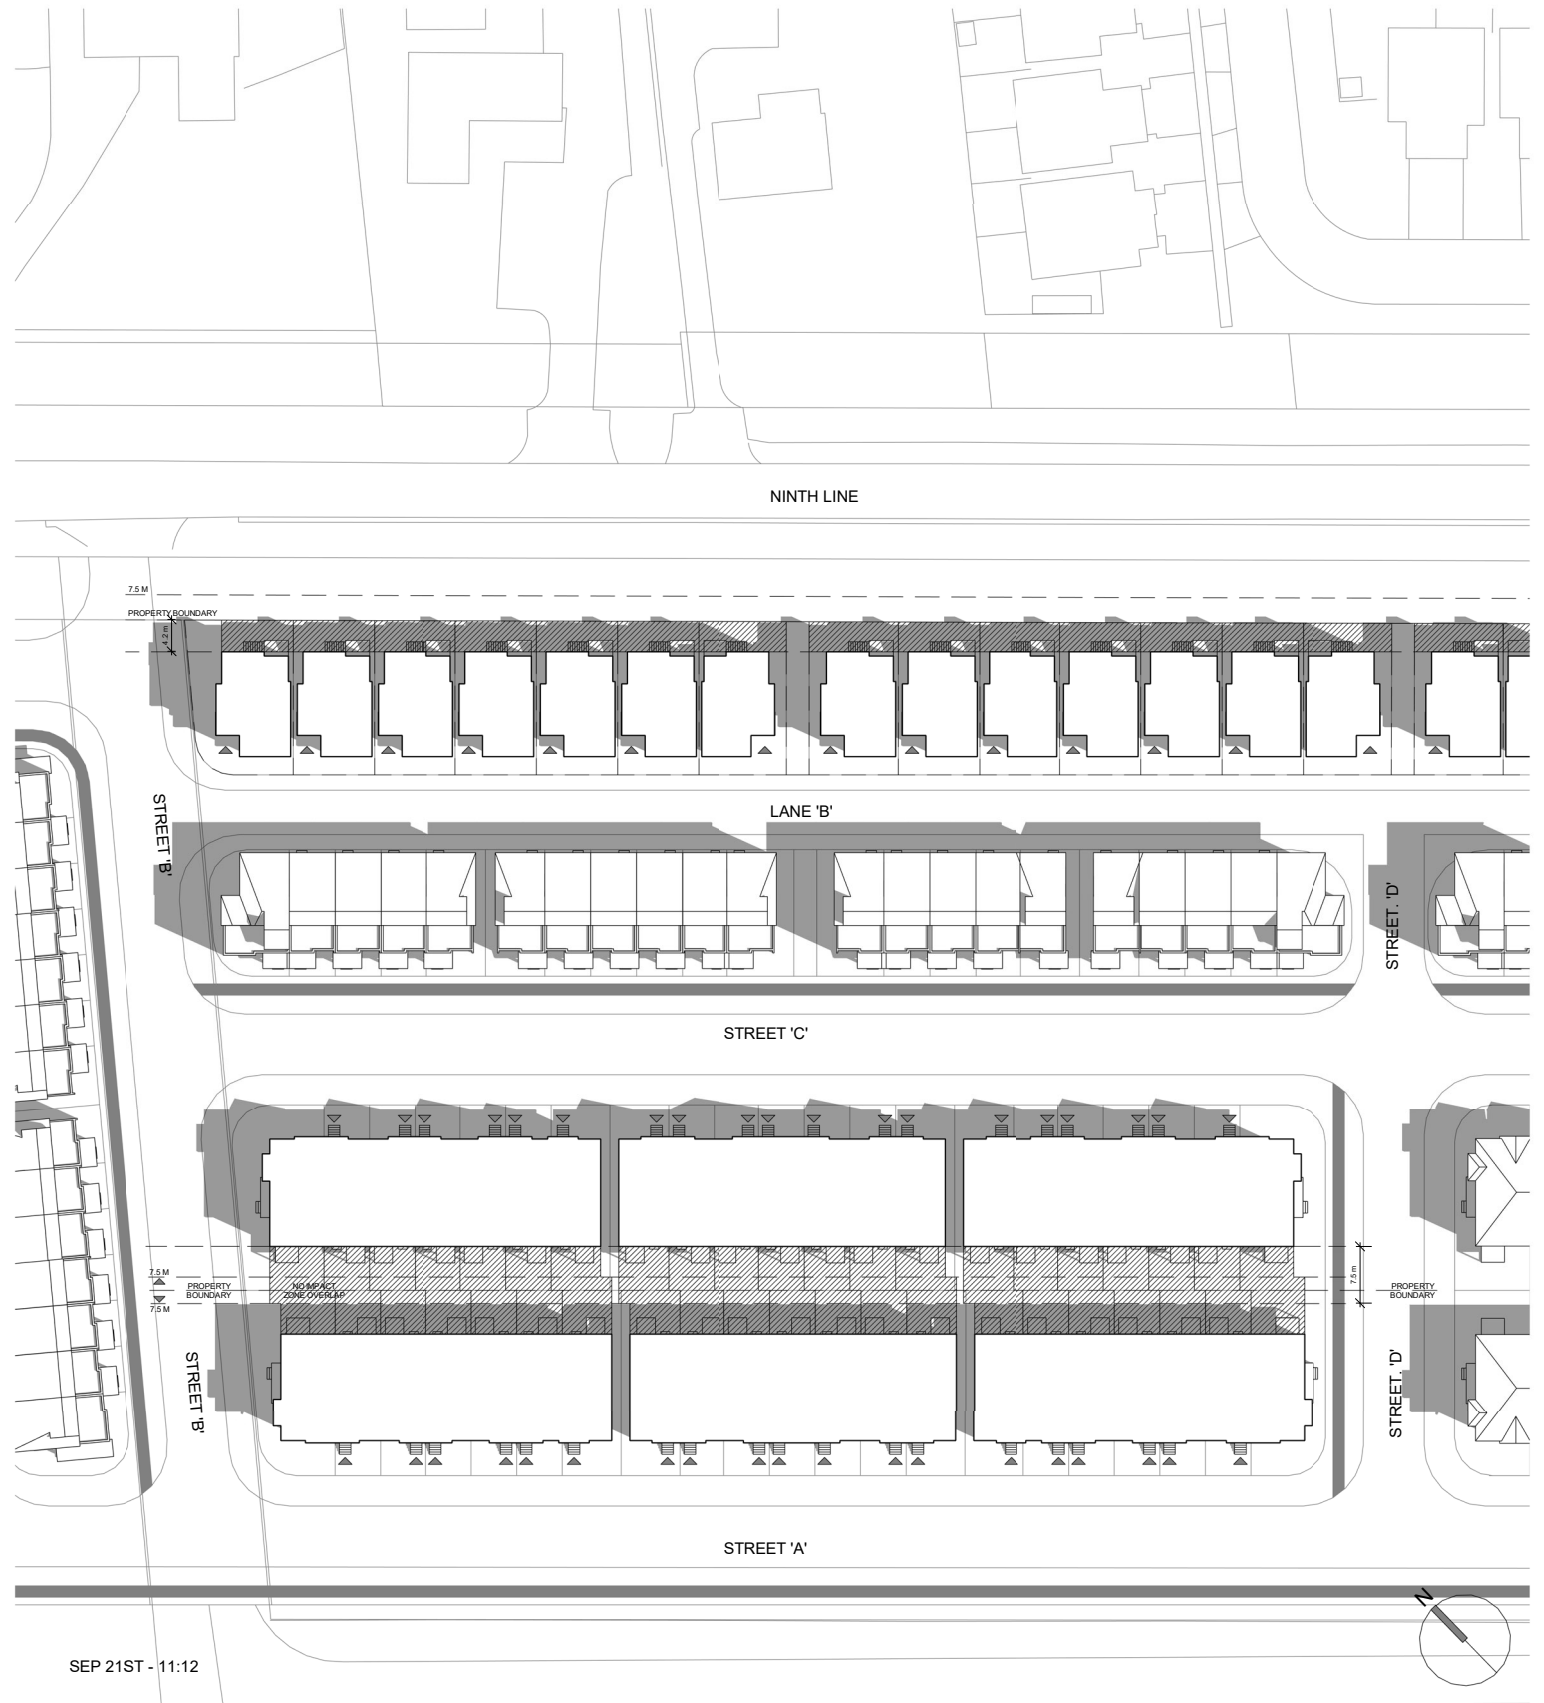 NINTH LINE
7.5 M
PROPERTY BOUNDARY
4.2 m
LANE 'B'
STREET 'B'
STREET. 'D'
STREET 'C'
7.5 M
PROPERTY
BOUNDARY
7.5 M
NO IMPACT
ZONE OVERLAP
7.5 m
PROPERTY
BOUNDARY
STREET 'B'
STREET. 'D'
STREET 'A'
N
SEP 21ST - 11:12